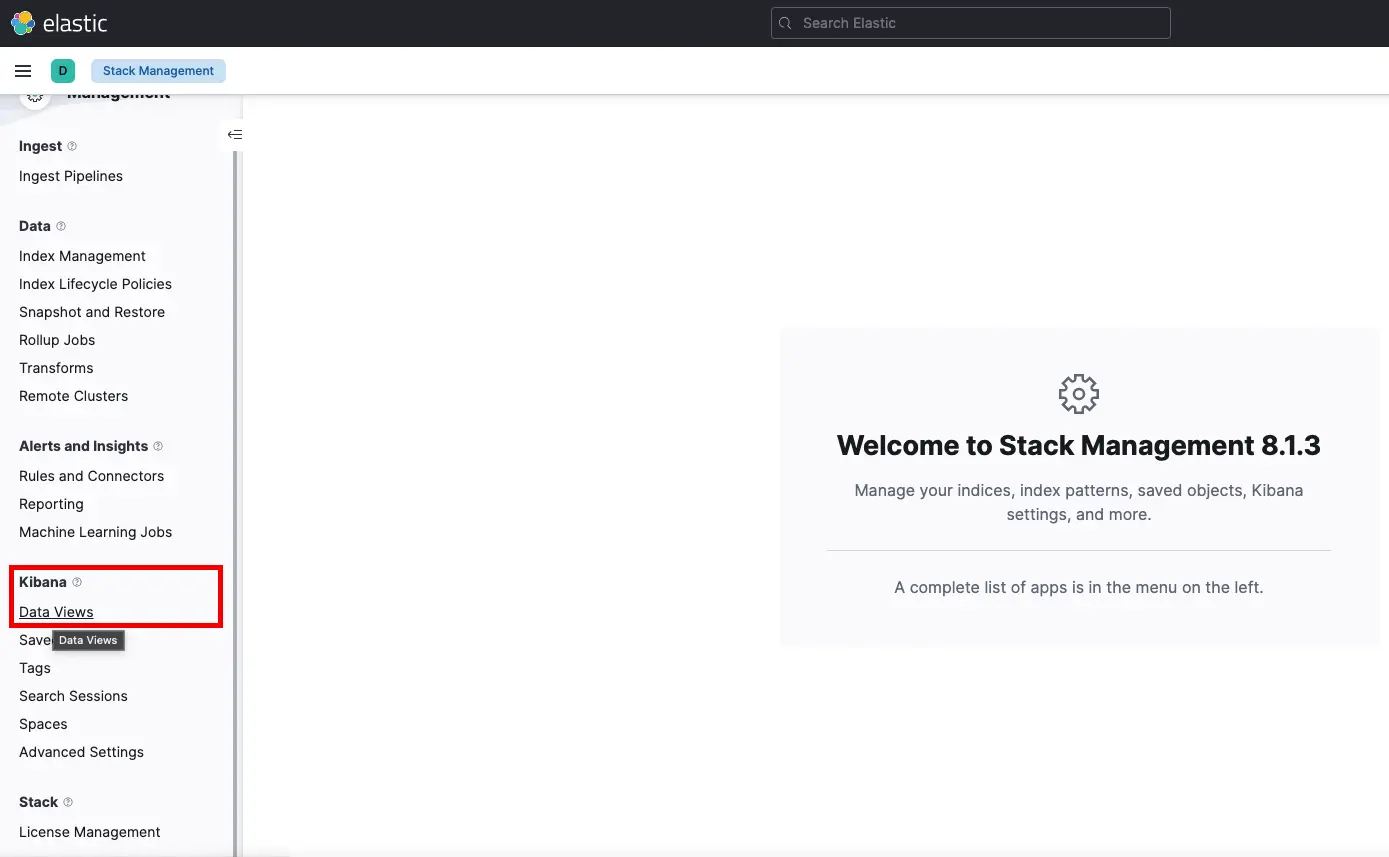 elastic
Search Elastic
D
Stack Management
Management
Ingest
Ingest Pipelines
Data
Index Management
Index Lifecycle Policies
Snapshot and Restore
Rollup Jobs
Transforms
Remote Clusters
Alerts and Insights
Rules and Connectors
Reporting
Machine Learning Jobs
Kibana
Data Views
Data Views
Tags
Search Sessions
Spaces
Advanced Settings
Stack
License Management
Welcome to Stack Management 8.1.3
Manage your indices, index patterns, saved objects, Kibana
settings, and more.
A complete list of apps is in the menu on the left.